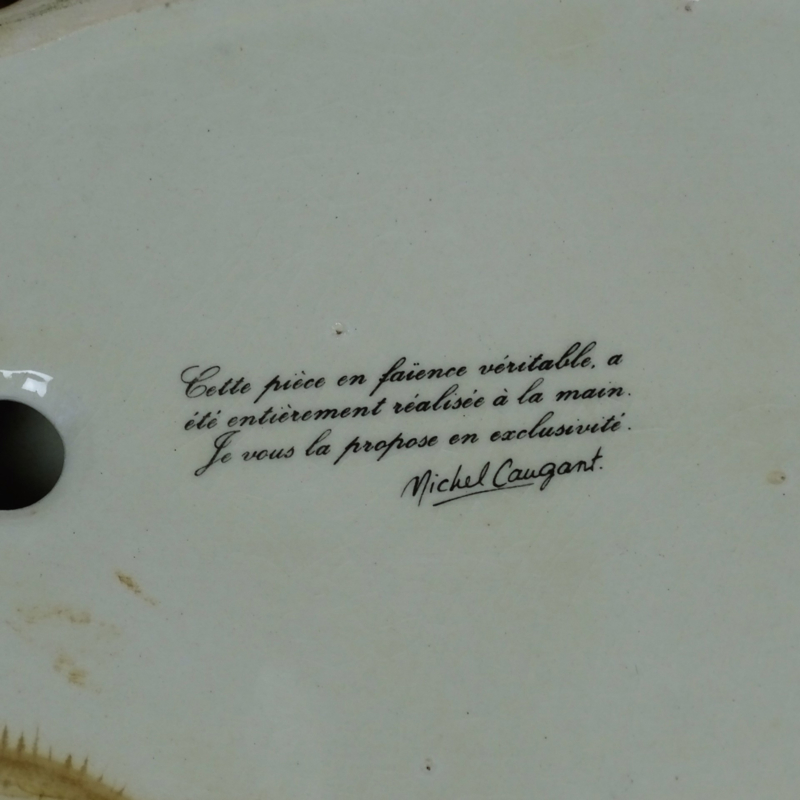 Cette pièce en faïence véritable, a
été entièrement réalisée à la main.
Je vous la propose en exclusivité.
Michel Caugant.